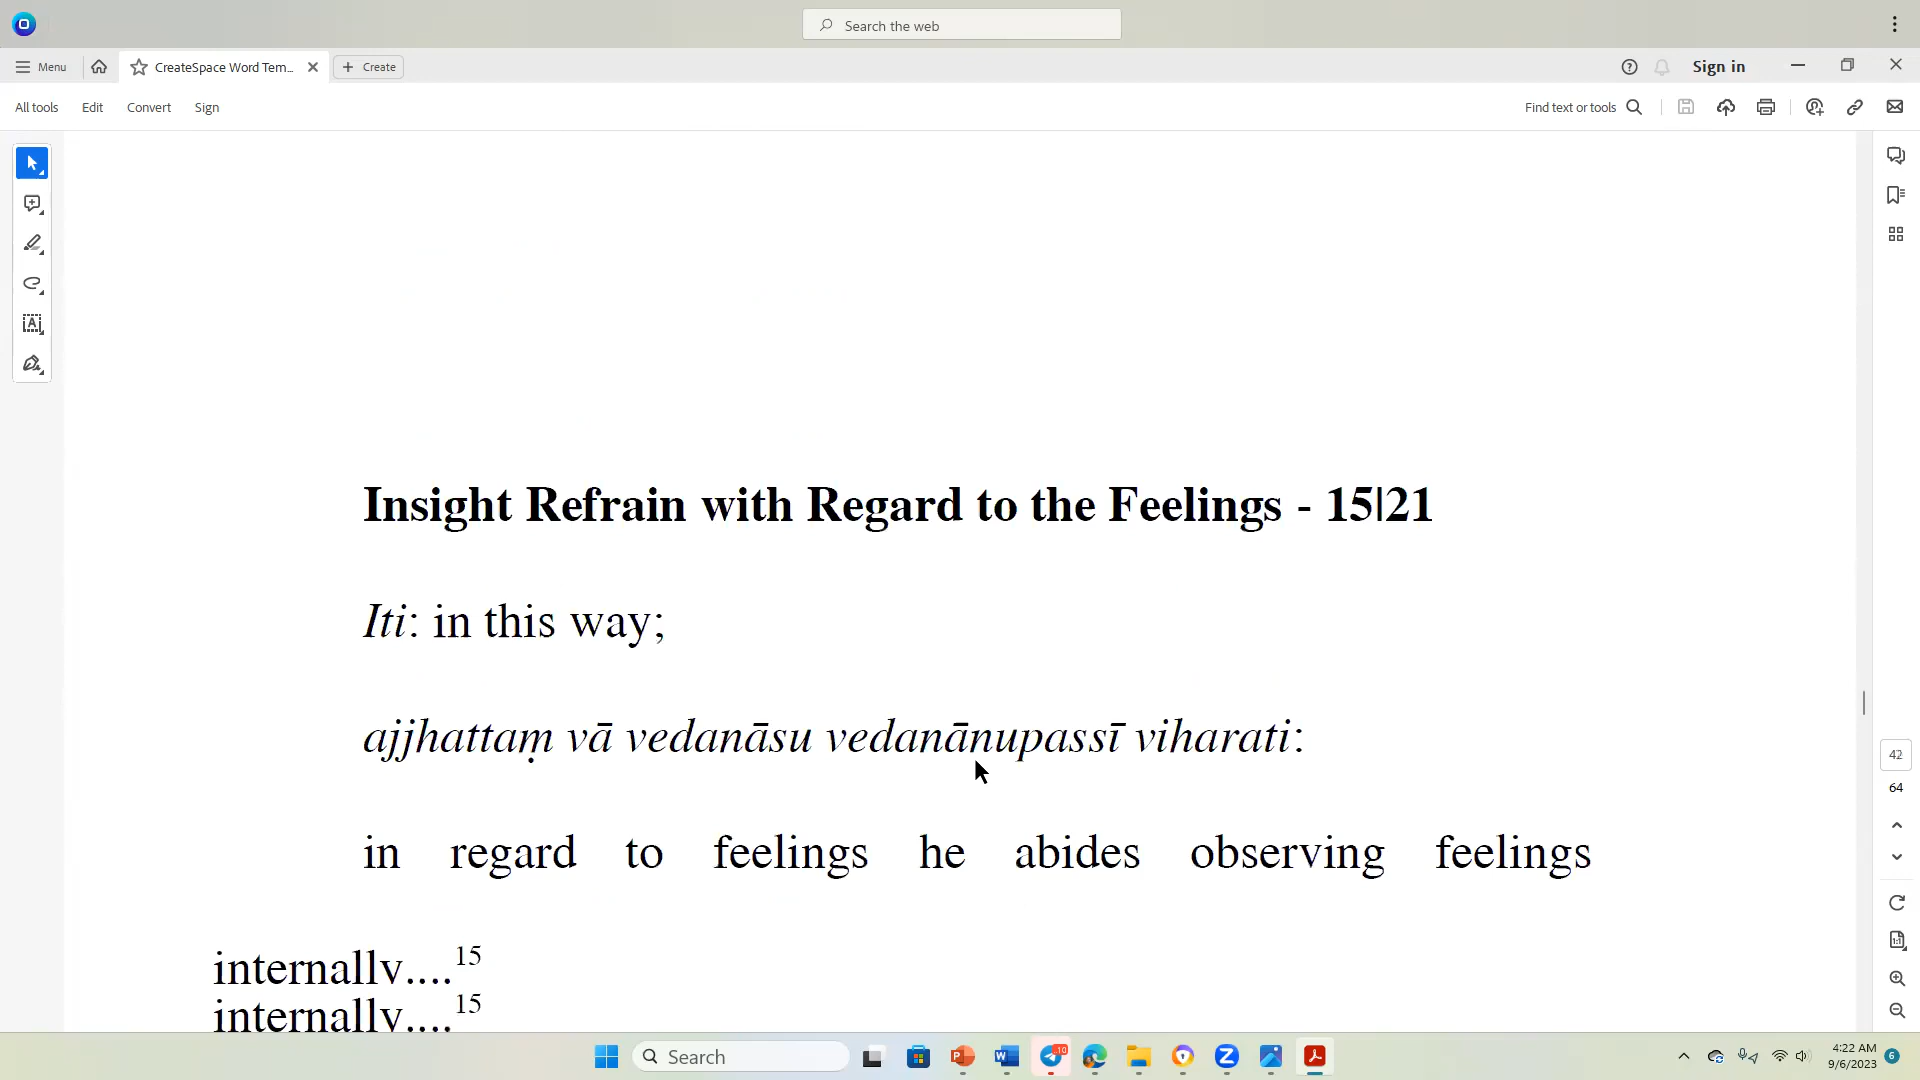 Search the web
Menu
CreateSpace Word Tem...
Create
Sign in
All tools
Edit
Convert
Sign
Find text or tools
Insight Refrain with Regard to the Feelings - 15|21
Iti: in this way;
ajjhattaṃ vā vedanāsu vedanānupassī viharati:
in regard to feelings he abides observing feelings
internally....15
internally....15
42
64
Search
10
4:22 AM
9/6/2023
6